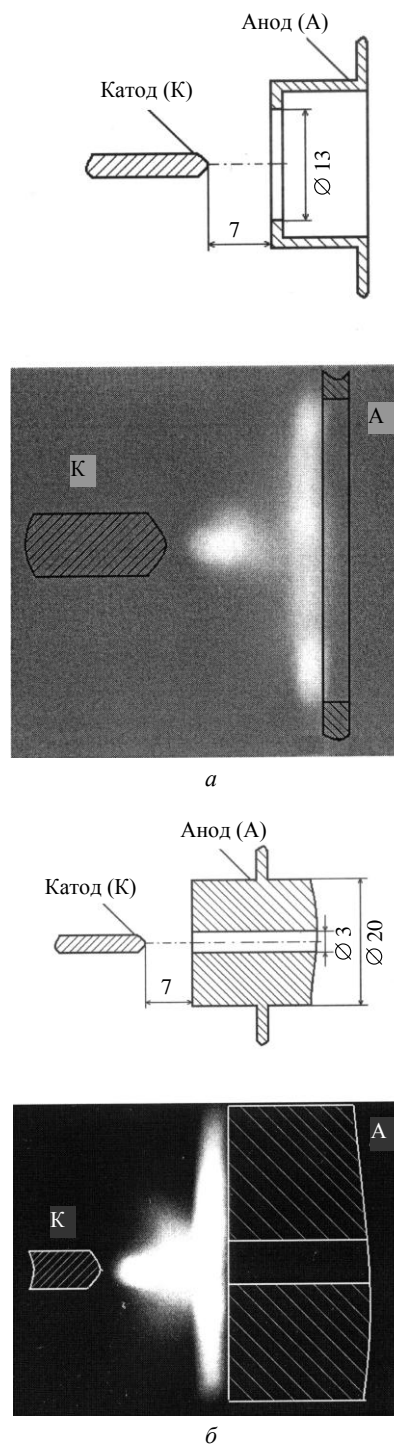 Анод (А)
Катод (К)
∅ 13
7
К
А
а
Анод (А)
Катод (К)
∅ 3
∅ 20
7
К
А
б